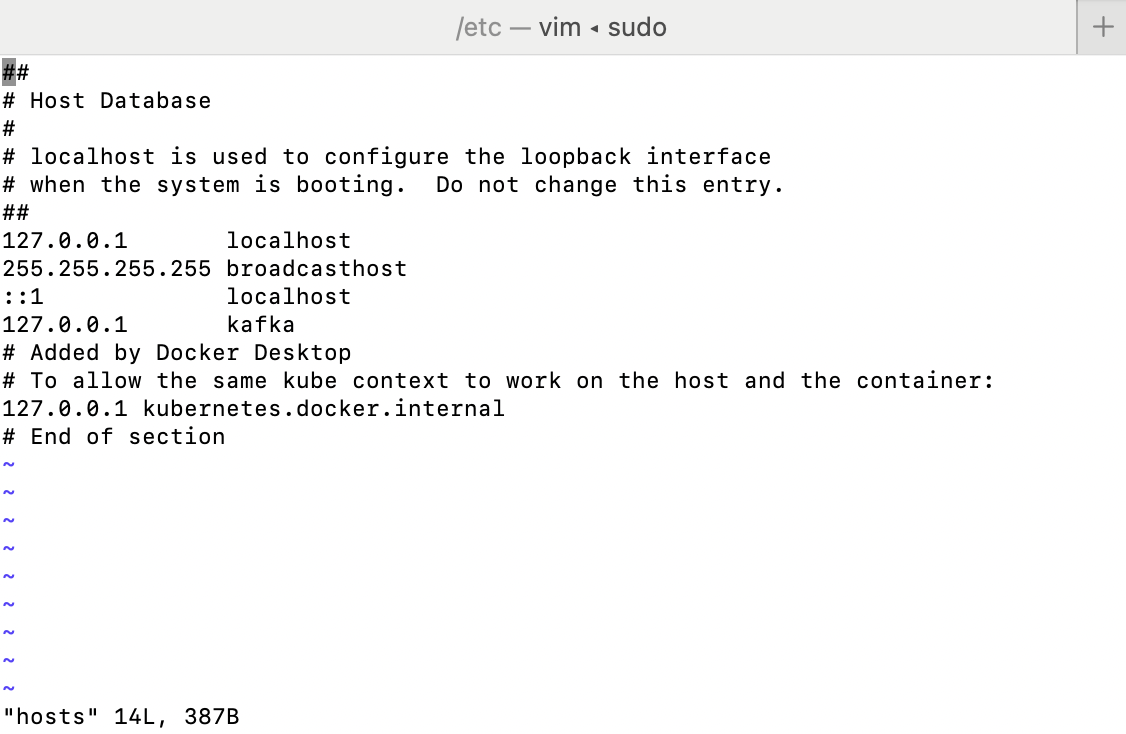 /etc — vim ◂ sudo
+
##
# Host Database
#
# localhost is used to configure the loopback interface
# when the system is booting.  Do not change this entry.
##
127.0.0.1       localhost
255.255.255.255 broadcasthost
::1             localhost
127.0.0.1       kafka
# Added by Docker Desktop
# To allow the same kube context to work on the host and the container:
127.0.0.1 kubernetes.docker.internal
# End of section
~
~
~
~
~
~
~
~
~
"hosts" 14L, 387B